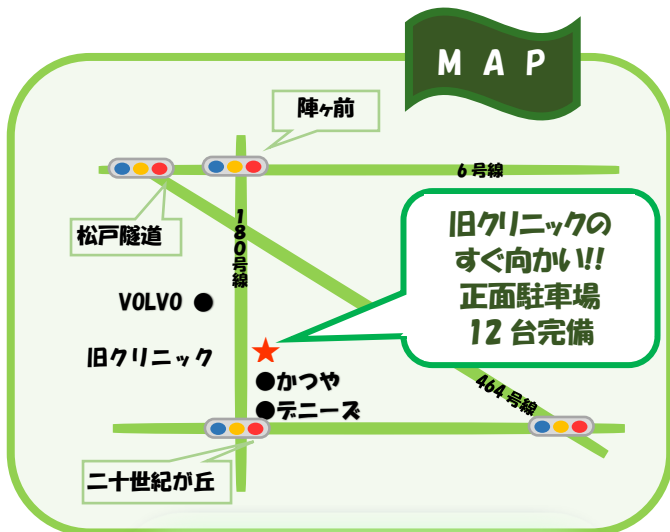 MAP
陣ヶ前
6号線
松戸隧道
180号線
旧クリニックの
すぐ向かい!!
正面駐車場
12台完備
VOLVO ●
旧クリニック
★
●かつや
●デニーズ
464号線
二十世紀が丘